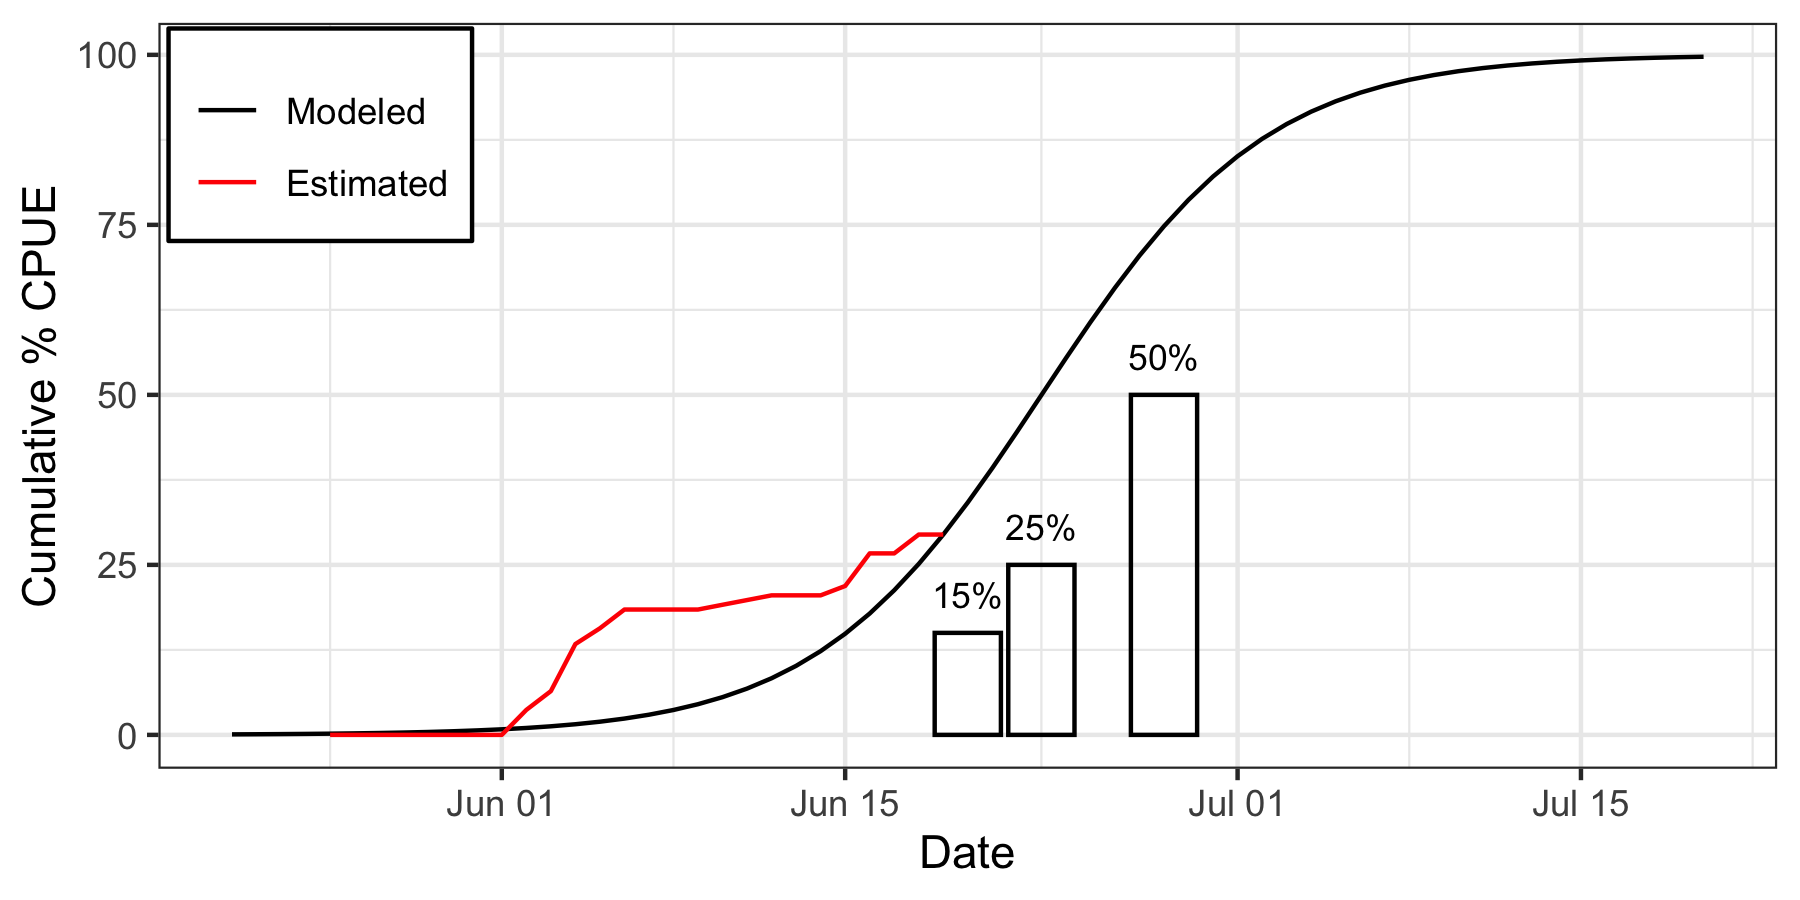 Cumulative % CPUE
100
75
50
25
0
Modeled
Estimated
50%
25%
15%
Jun 01
Jun 15
Jul 01
Jul 15
Date